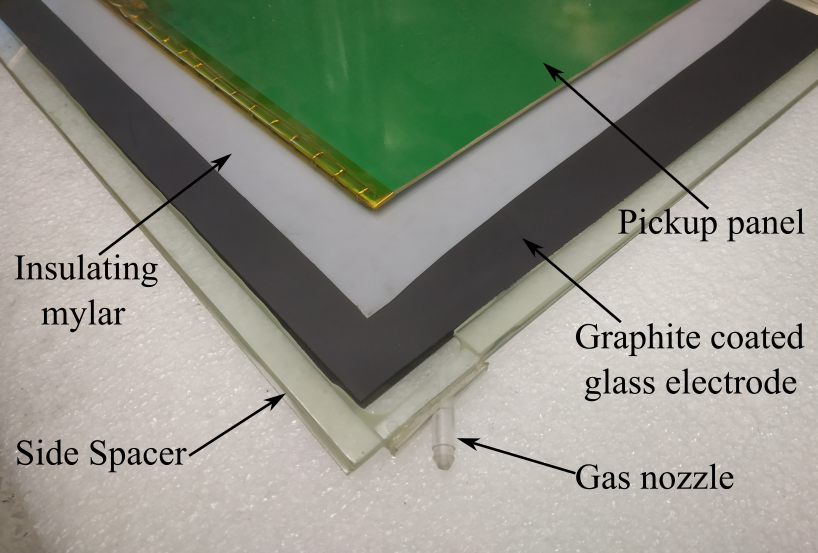 Pickup panel
Insulating
mylar
Graphite coated
glass electrode
Side Spacer
Gas nozzle